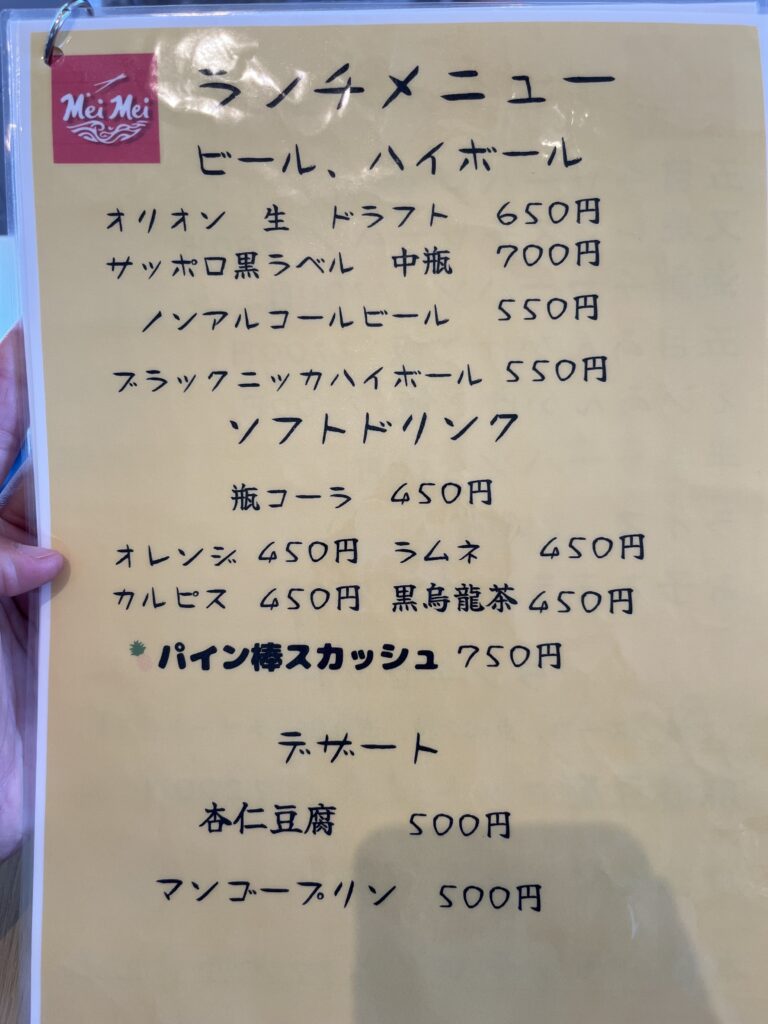 Mei Mei
ランチメニュー
ビール、ハイボール
オリオン 生 ドラフト 650円
サッポロ黒ラベル 中瓶 700円
ノンアルコールビール 550円
ブラックニッカハイボール 550円
ソフトドリンク
瓶コーラ 450円
オレンジ 450円 ラムネ 450円
カルピス 450円 黒烏龍茶 450円
パイン棒スカッシュ 750円
デザート
杏仁豆腐 500円
マンゴープリン 500円